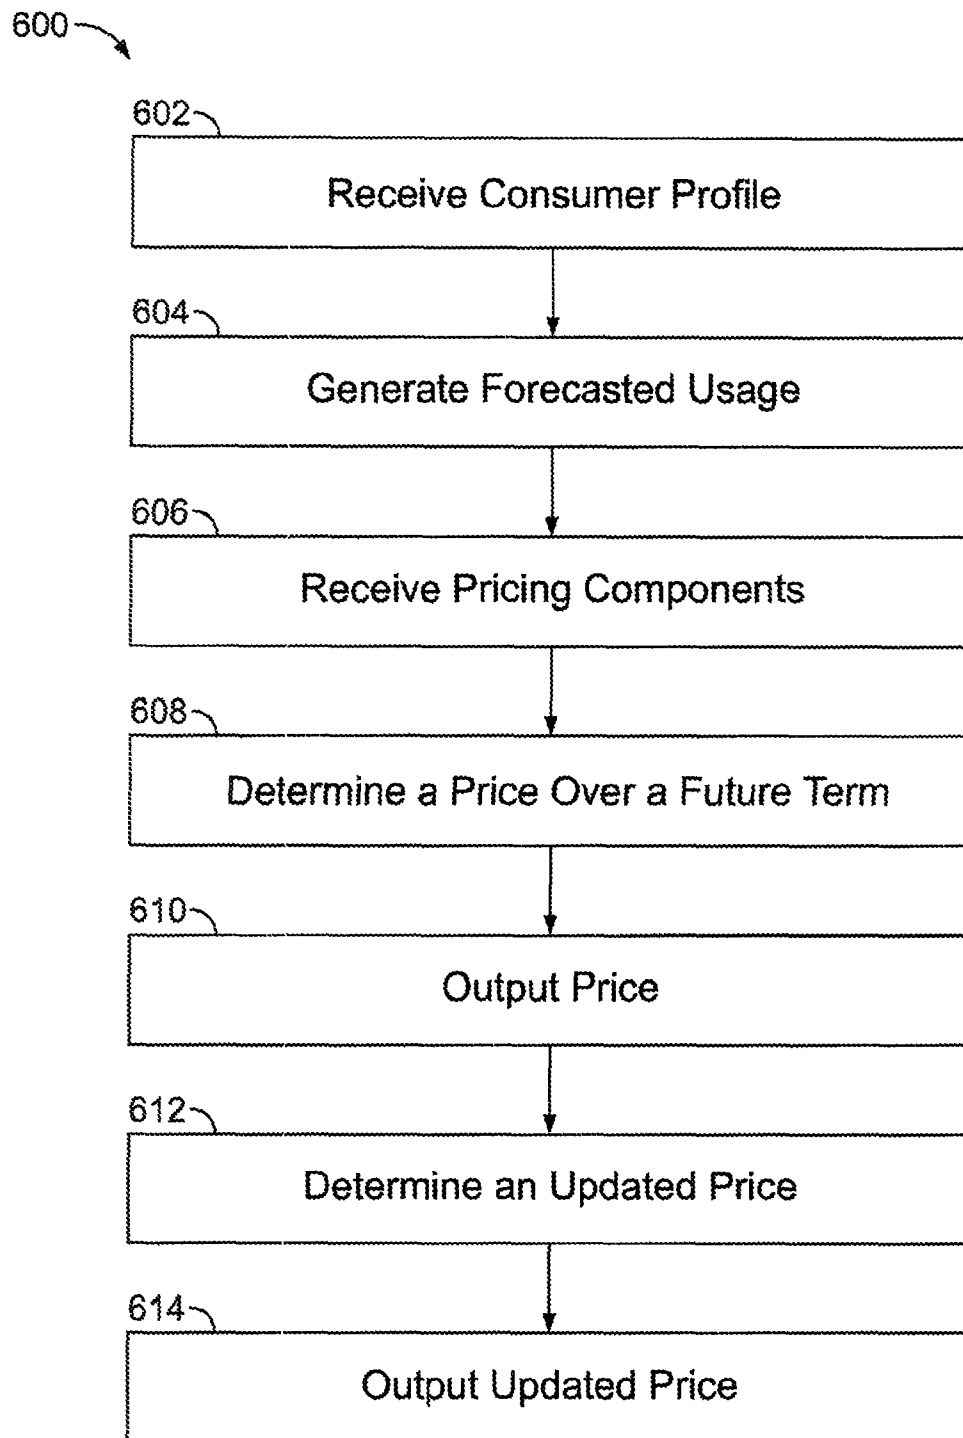 600
602
Receive Consumer Profile
604
Generate Forecasted Usage
606
Receive Pricing Components
608
Determine a Price Over a Future Term
610
Output Price
612
Determine an Updated Price
614
Output Updated Price